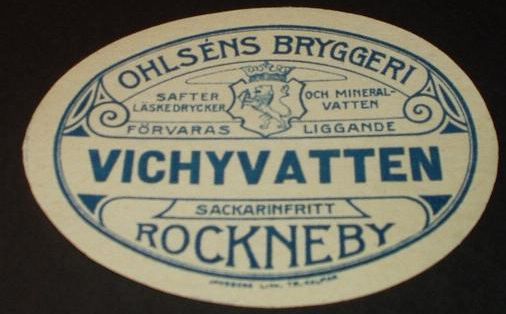 OHLSÉNS BRYGGERI
SAFTER
LÄSKEDRYCKER
OCH MINERAL-
VATTEN
FÖRVARAS LIGGANDE
VICHYVATTEN
SACKARINFRITT
ROCKNEBY